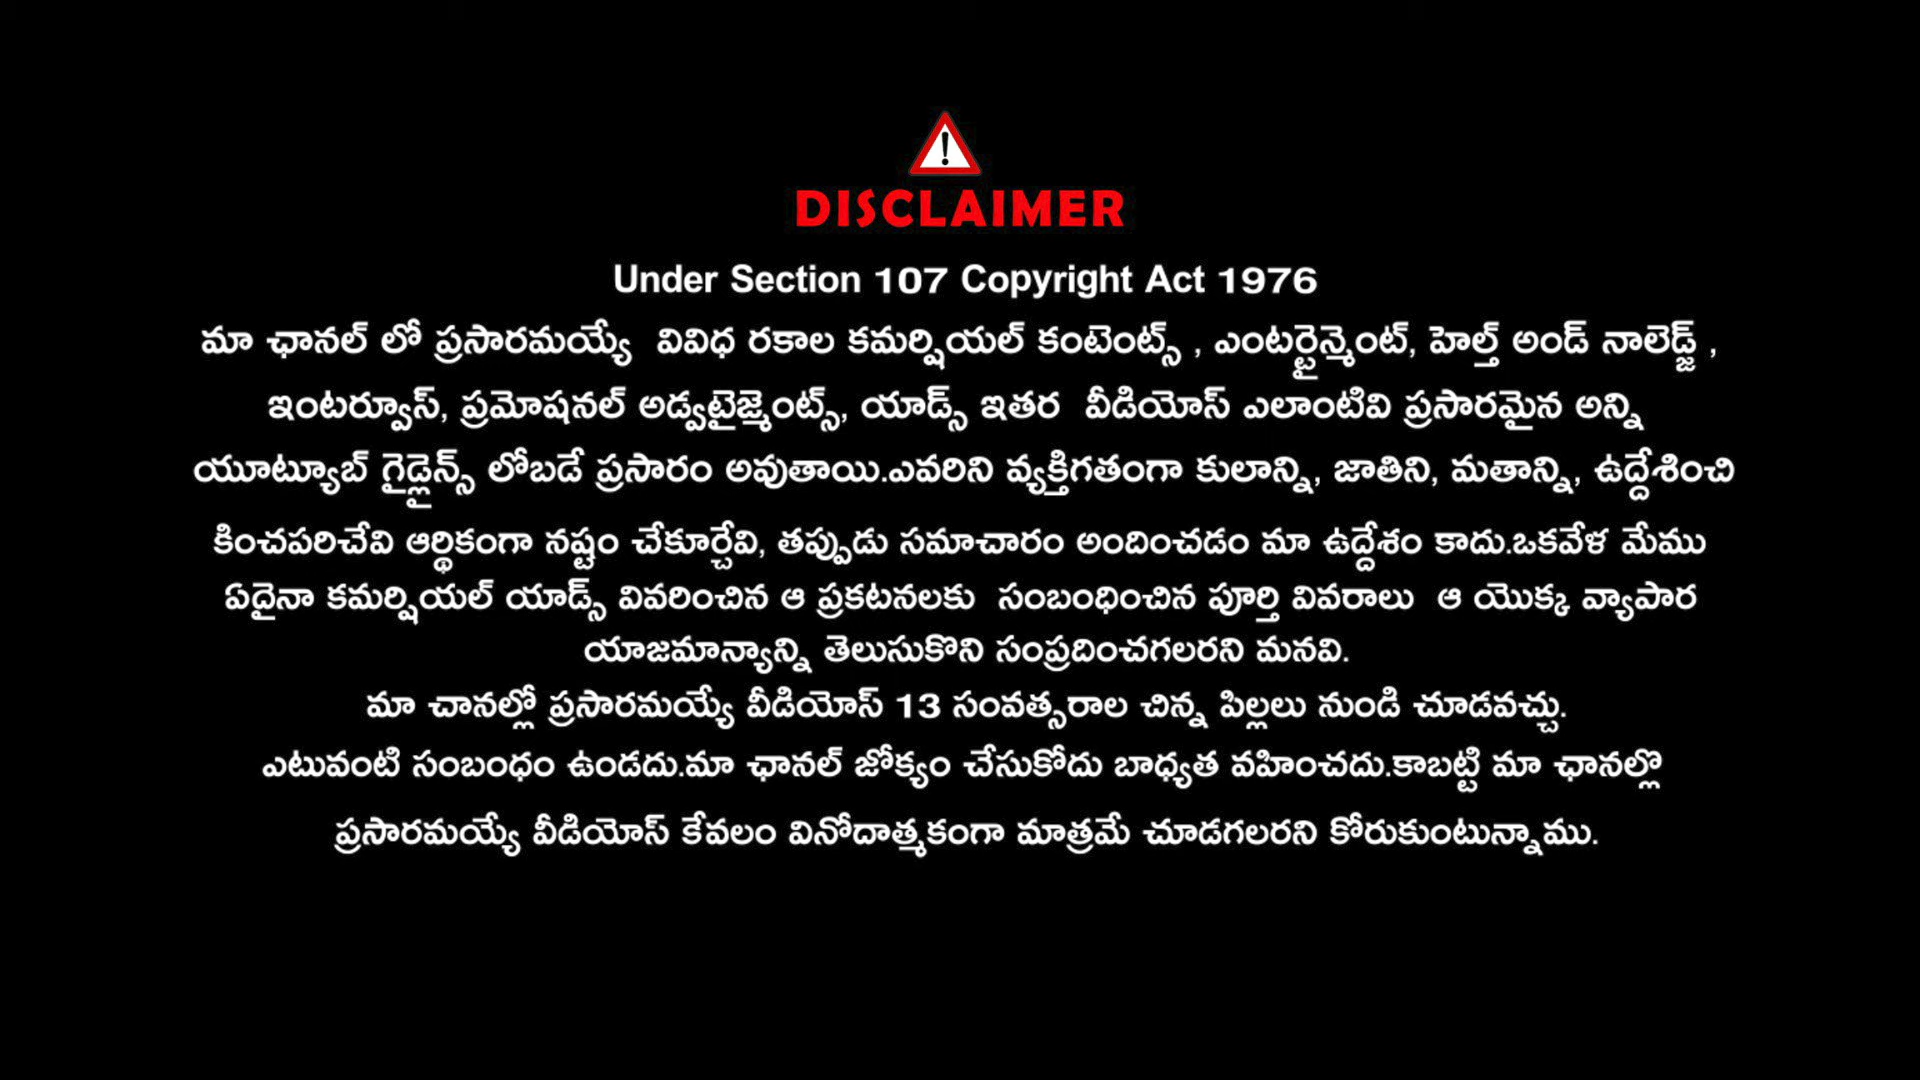 DISCLAIMER
Under Section 107 Copyright Act 1976
మా ఛానల్ లో ప్రసారమయ్యే వివిధ రకాల కమర్షియల్ కంటెంట్స్ , ఎంటర్టైన్మెంట్, హెల్త్ అండ్ నాలెడ్జ్ ,
ఇంటర్వ్యూస్, ప్రమోషనల్ అడ్వటైజ్మెంట్స్, యాడ్స్ ఇతర వీడియోస్ ఎలాంటివి ప్రసారమైన అన్ని
యూట్యూబ్ గైడ్లైన్స్ లోబడే ప్రసారం అవుతాయి.ఎవరిని వ్యక్తిగతంగా కులాన్ని, జాతిని, మతాన్ని, ఉద్దేశించి
కించపరిచేవి ఆర్థికంగా నష్టం చేకూర్చేవి, తప్పుడు సమాచారం అందించడం మా ఉద్దేశం కాదు.ఒకవేళ మేము
ఏదైనా కమర్షియల్ యాడ్స్ వివరించిన ఆ ప్రకటనలకు సంబంధించిన పూర్తి వివరాలు ఆ యొక్క వ్యాపార
యాజమాన్యాన్ని తెలుసుకొని సంప్రదించగలరని మనవి.
మా చానల్లో ప్రసారమయ్యే వీడియోస్ 13 సంవత్సరాల చిన్న పిల్లలు నుండి చూడవచ్చు.
ఎటువంటి సంబంధం ఉండదు.మా ఛానల్ జోక్యం చేసుకోదు బాధ్యత వహించదు.కాబట్టి మా ఛానల్లొ
ప్రసారమయ్యే వీడియోస్ కేవలం వినోదాత్మకంగా మాత్రమే చూడగలరని కోరుకుంటున్నాము.